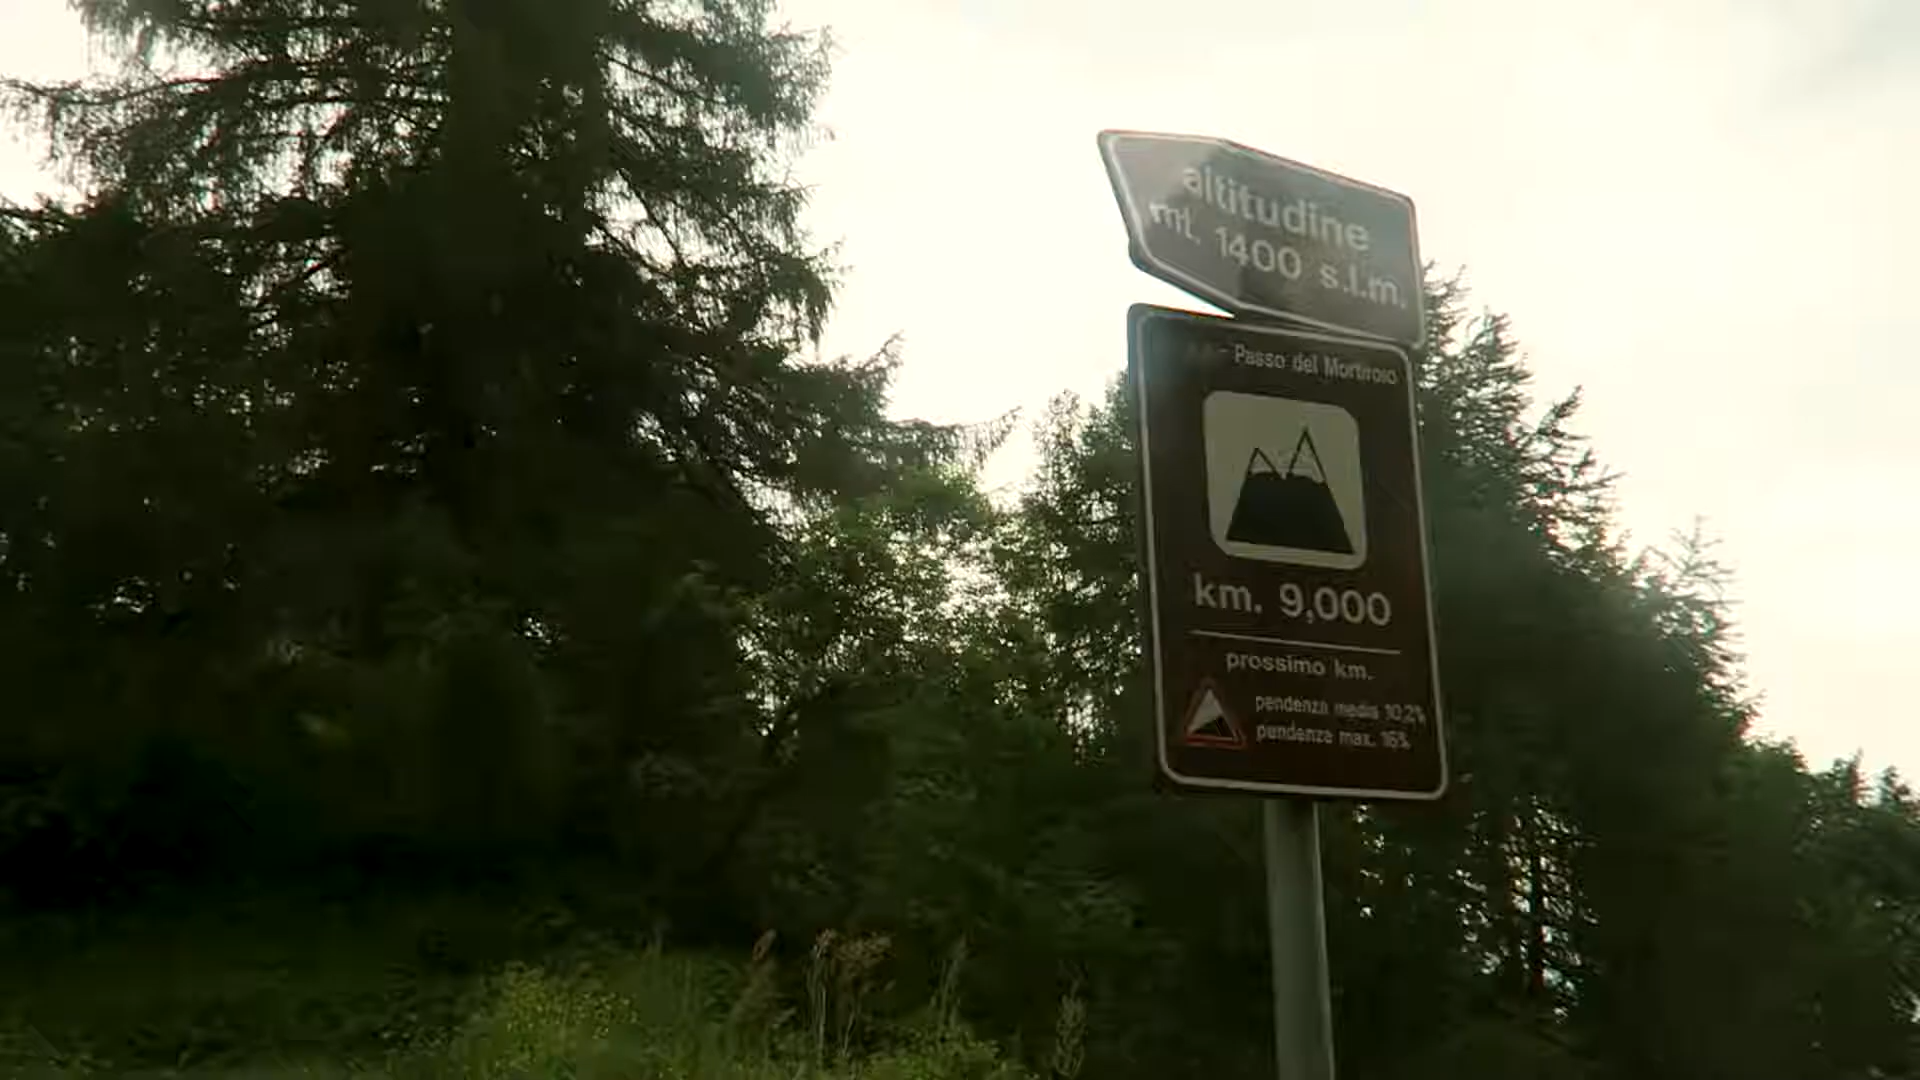 altitudine
mt. 1400 s.l.m.
- Passo del Mortirolo
km. 9,000
prossimo km.
pendenza media 10,2%
pendenza max. 16%